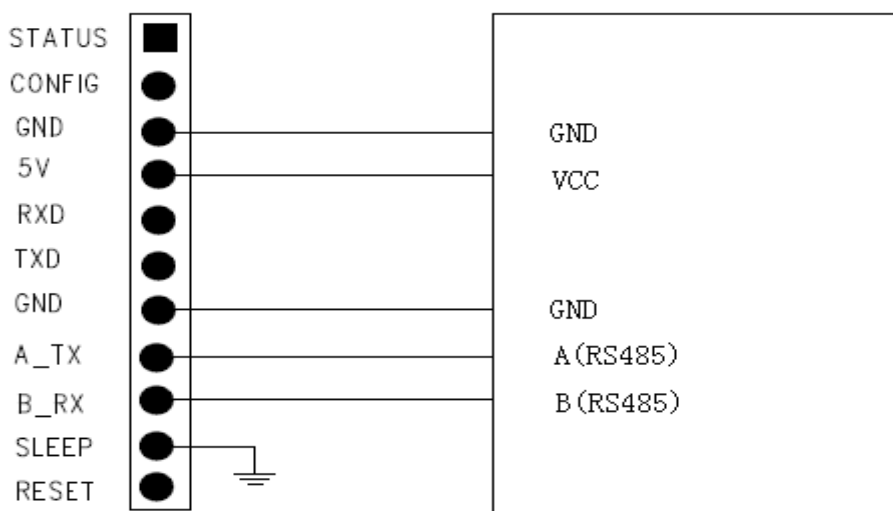 STATUS
CONFIG
GND
5V
RXD
TXD
GND
A_TX
B_RX
SLEEP
RESET
GND
VCC
GND
A(RS485)
B(RS485)